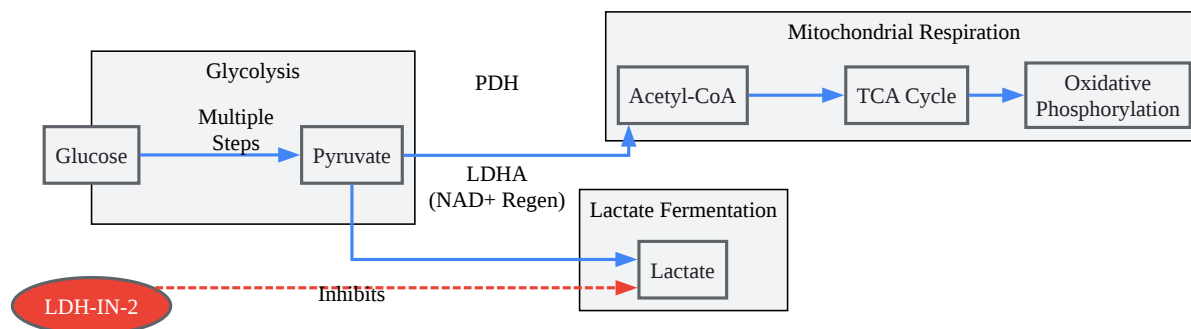 Mitochondrial Respiration
Glycolysis
PDH
Acetyl-CoA
TCA Cycle
Oxidative
Phosphorylation
Multiple
Steps
Glucose
Pyruvate
LDHA
(NAD+ Regen)
Lactate Fermentation
Lactate
LDH-IN-2
Inhibits